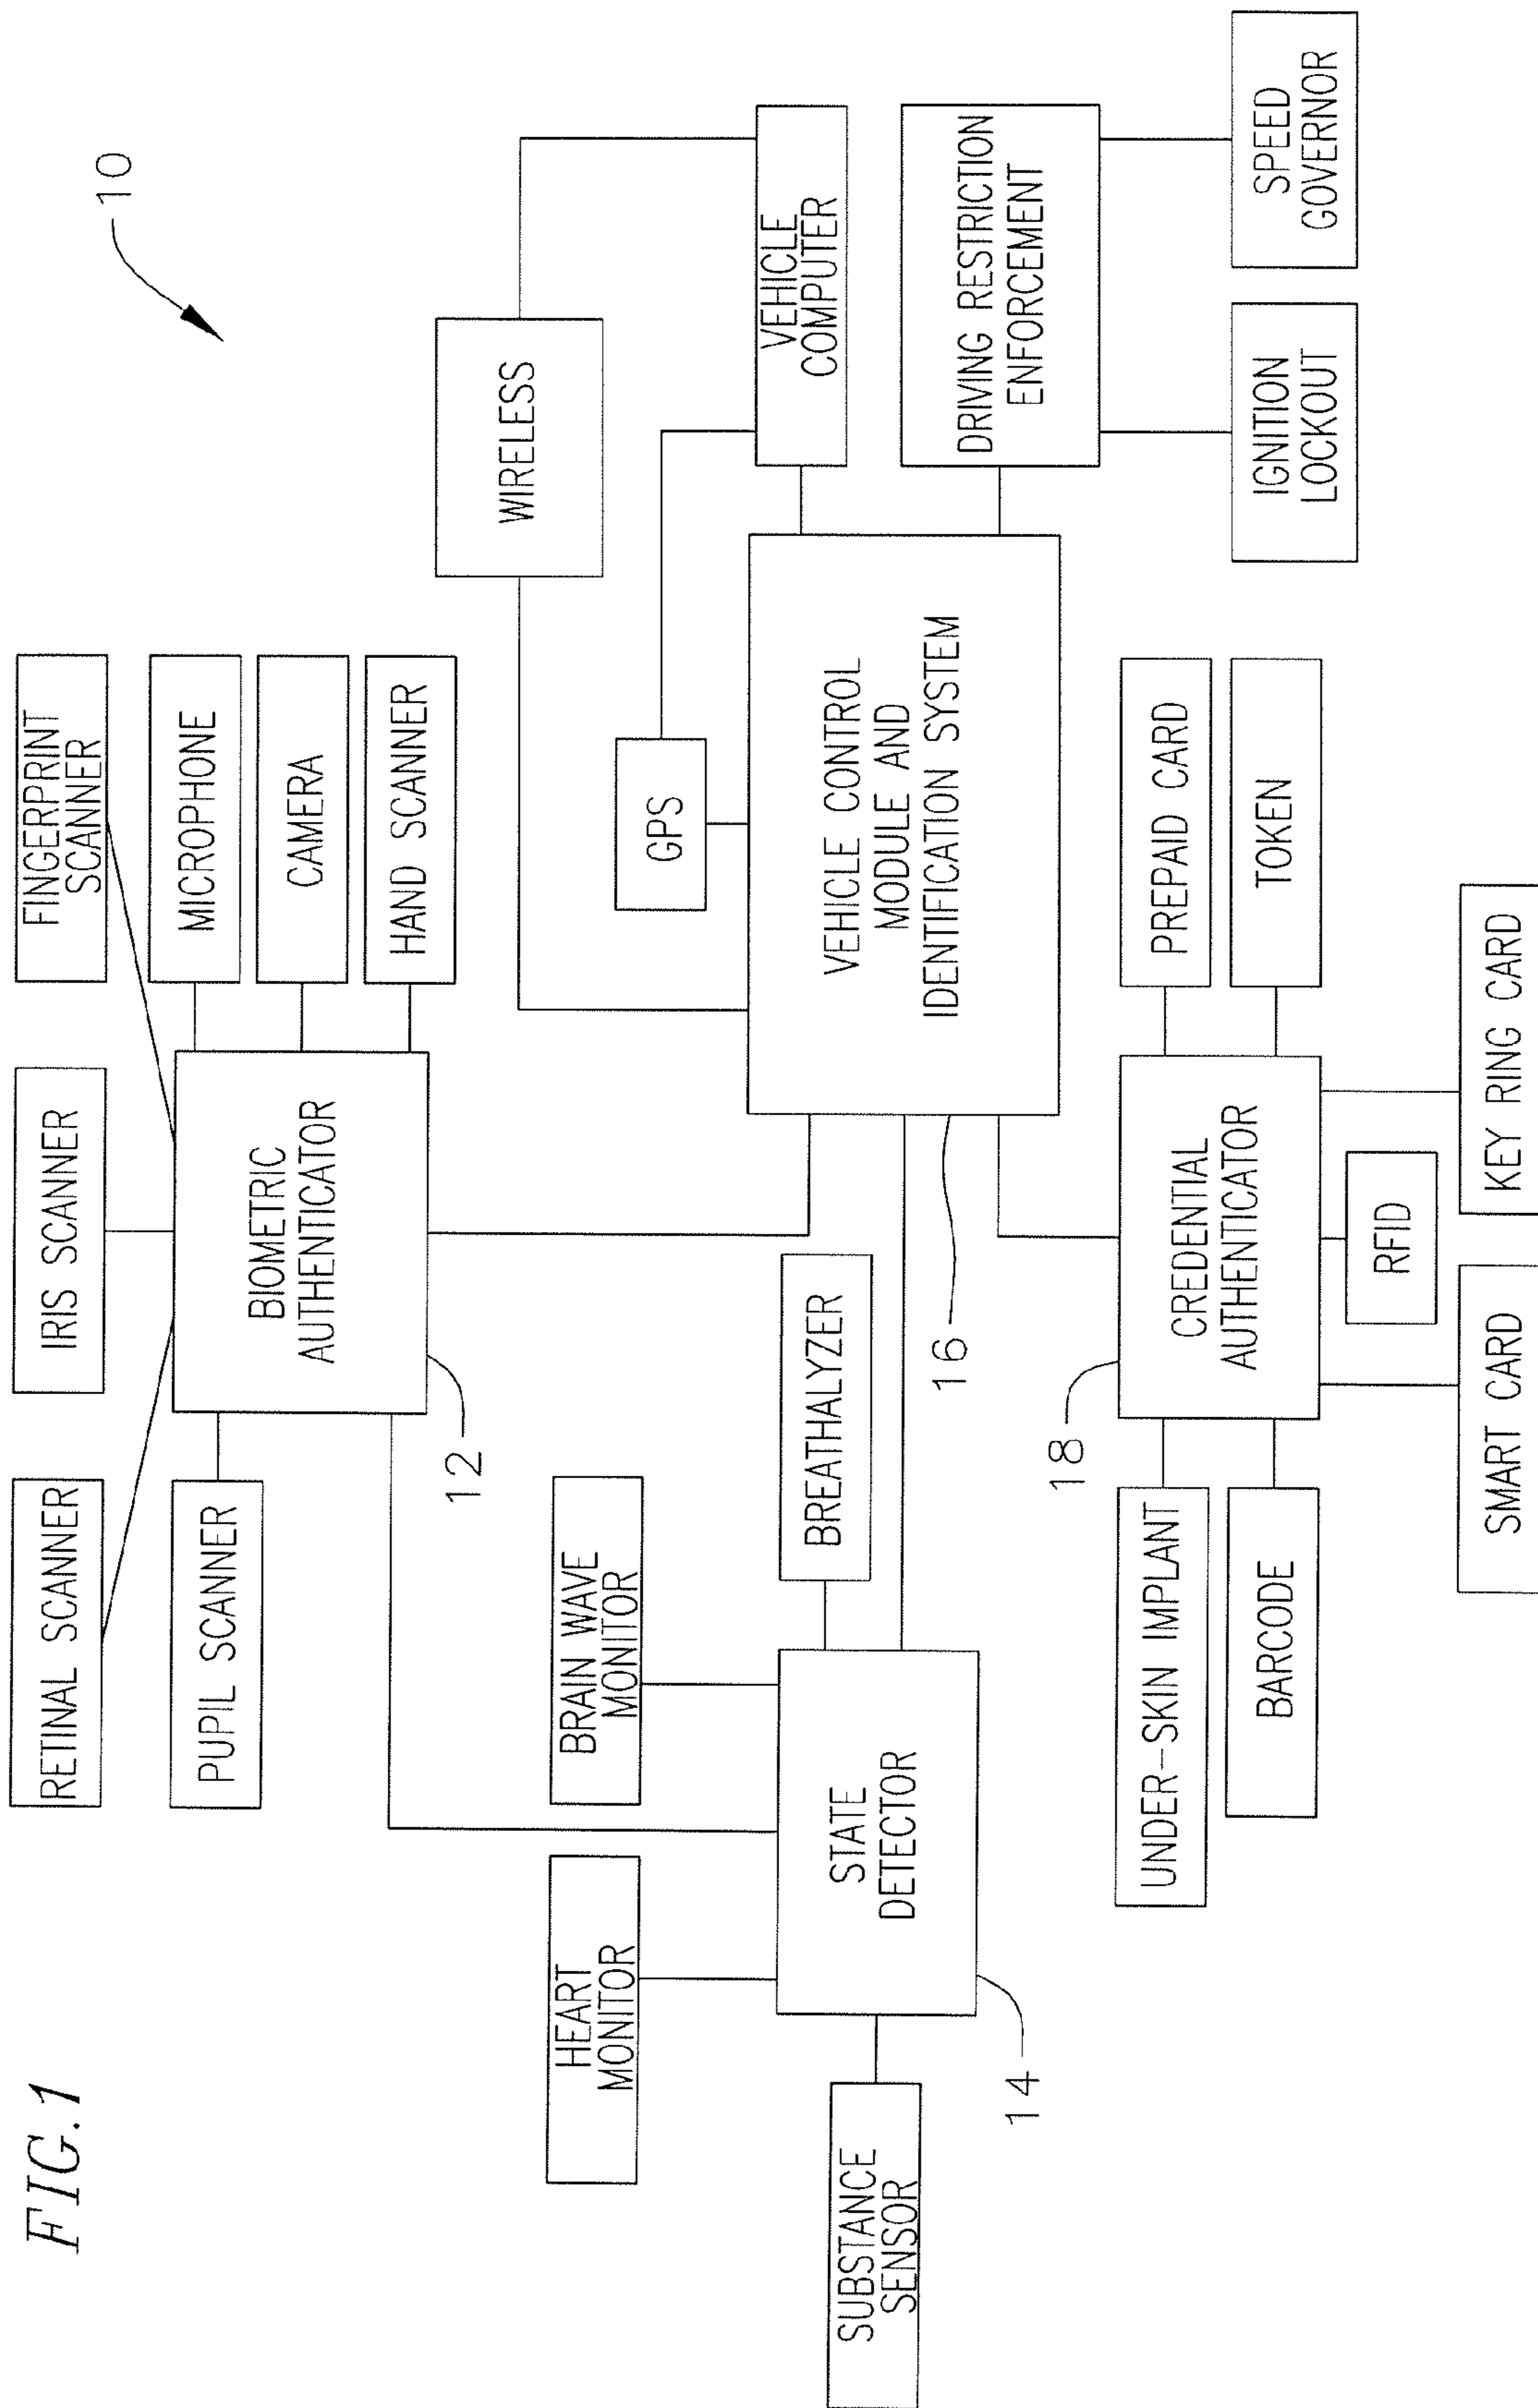 FIG.1
10
RETINAL SCANNER
IRIS SCANNER
FINGERPRINT
SCANNER
PUPIL SCANNER
BIOMETRIC
AUTHENTICATOR
MICROPHONE
CAMERA
HAND SCANNER
12
WIRELESS
HEART
MONITOR
BRAIN WAVE
MONITOR
GPS
BREATHALYZER
VEHICLE
COMPUTER
SUBSTANCE
SENSOR
STATE
DETECTOR
14
VEHICLE CONTROL
MODULE AND
IDENTIFICATION SYSTEM
16
DRIVING RESTRICTION
ENFORCEMENT
18
UNDER-SKIN IMPLANT
BARCODE
CREDENTIAL
AUTHENTICATOR
PREPAID CARD
TOKEN
IGNITION
LOCKOUT
SPEED
GOVERNOR
RFID
SMART CARD
KEY RING CARD